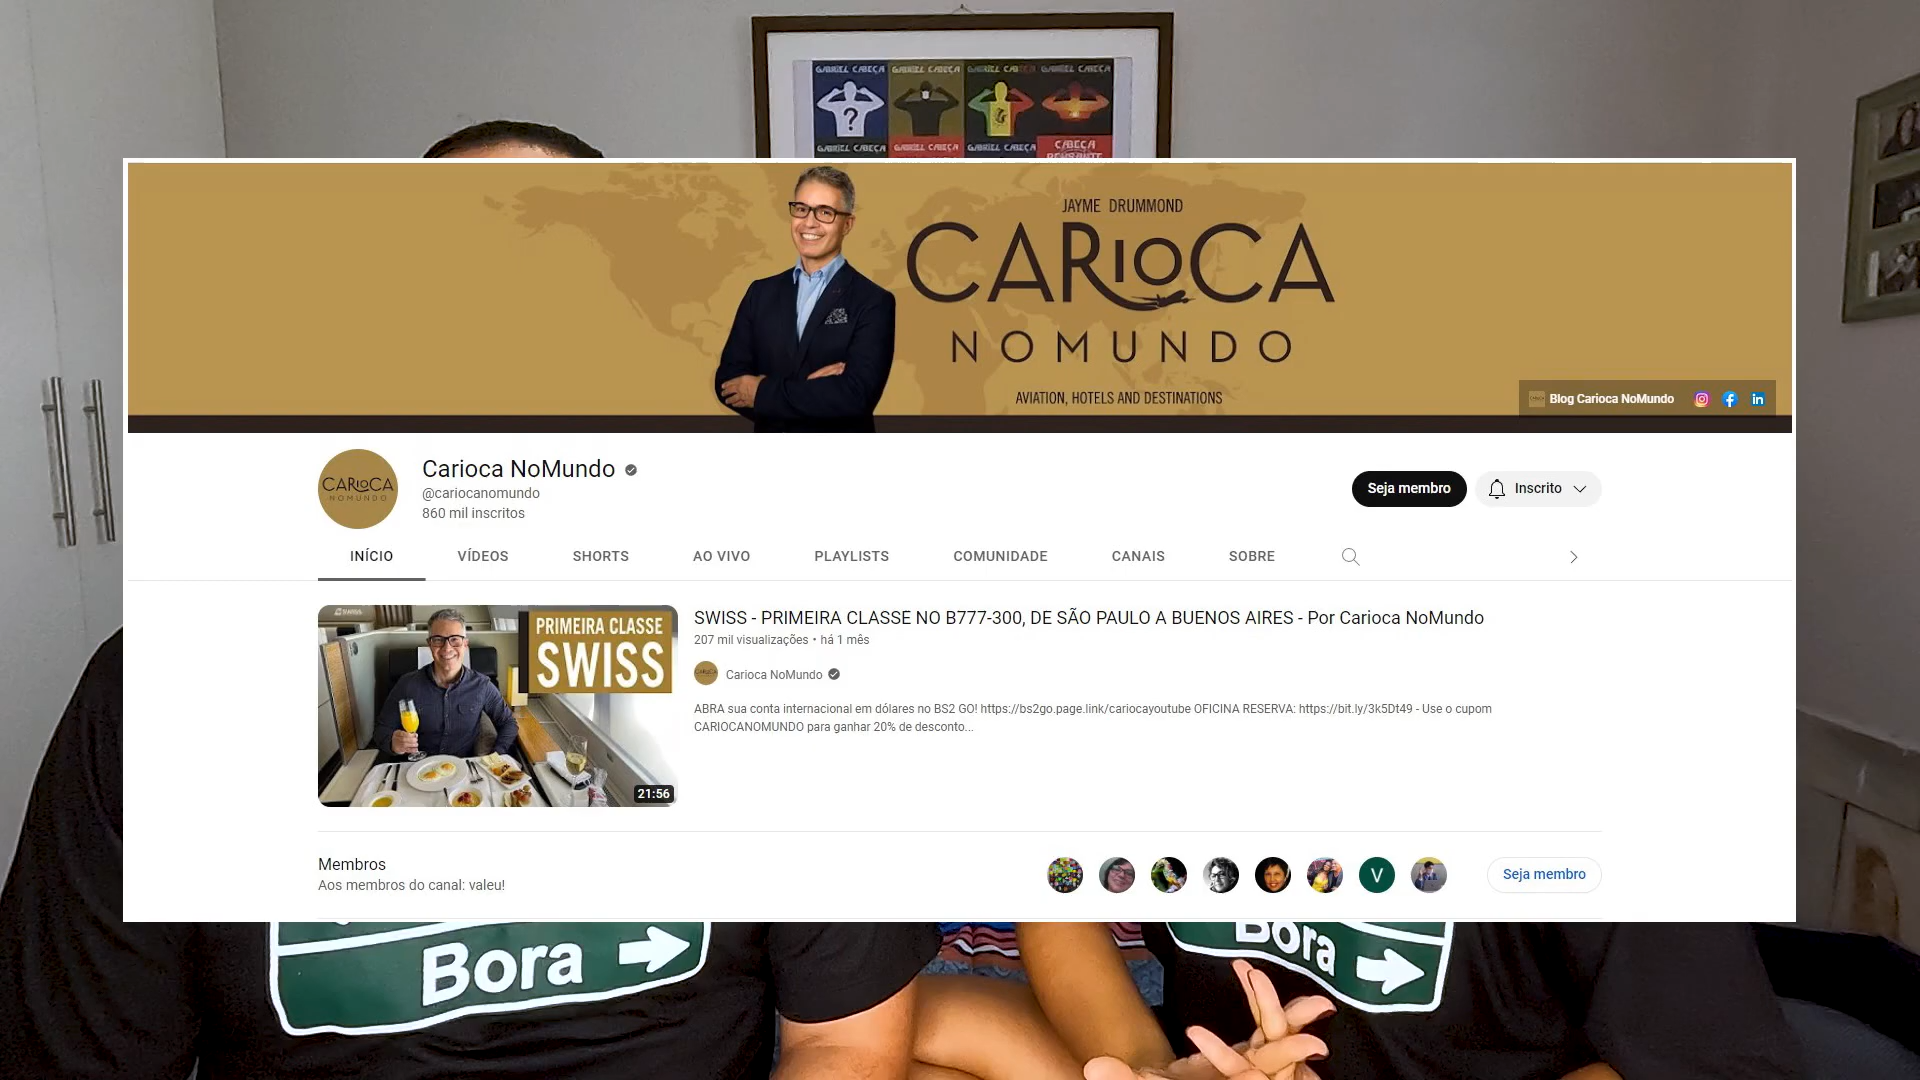 GABRIEL CABEÇA GABRIEL CABEÇA GABRIEL CABEÇA GABRIEL CABEÇA
?
GABRIEL CABEÇA GABRIEL CABEÇA GABRIEL CABEÇA CABEÇA
JAYME DRUMMOND
CARIOCA
NOMUNDO
AVIATION, HOTELS AND DESTINATIONS
Blog Carioca NoMundo
in
CARIOCA
NOMUNDO
Carioca NoMundo
@cariocanomundo
860 mil inscritos
Seja membro
Inscrito
INÍCIO VÍDEOS SHORTS AO VIVO PLAYLISTS COMUNIDADE CANAIS SOBRE
SWISS
PRIMEIRA CLASSE
SWISS
21:56
SWISS - PRIMEIRA CLASSE NO B777-300, DE SÃO PAULO A BUENOS AIRES - Por Carioca NoMundo
207 mil visualizações • há 1 mês
Carioca NoMundo
ABRA sua conta internacional em dólares no BS2 GO! https://bs2go.page.link/cariocayoutube OFICINA RESERVA: https://bit.ly/3k5Dt49 - Use o cupom
CARIOCANOMUNDO para ganhar 20% de desconto...
Membros
Aos membros do canal: valeu!
V
Seja membro
Bora
Bora